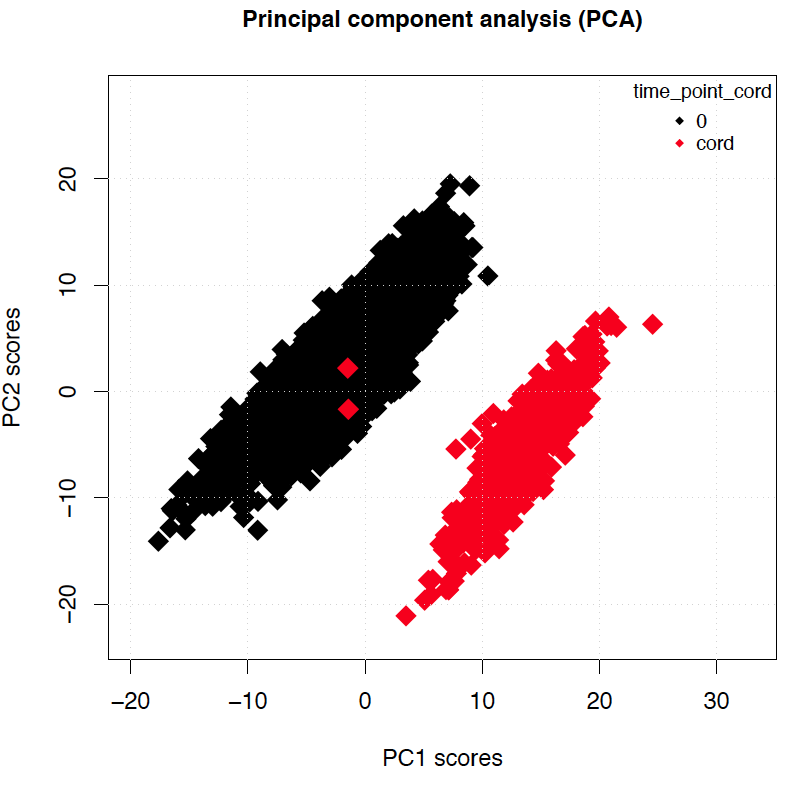 Principal component analysis (PCA)
time_point_cord
0
cord
PC2 scores
20
10
0
−10
−20
−20 −10 0 10 20 30
PC1 scores